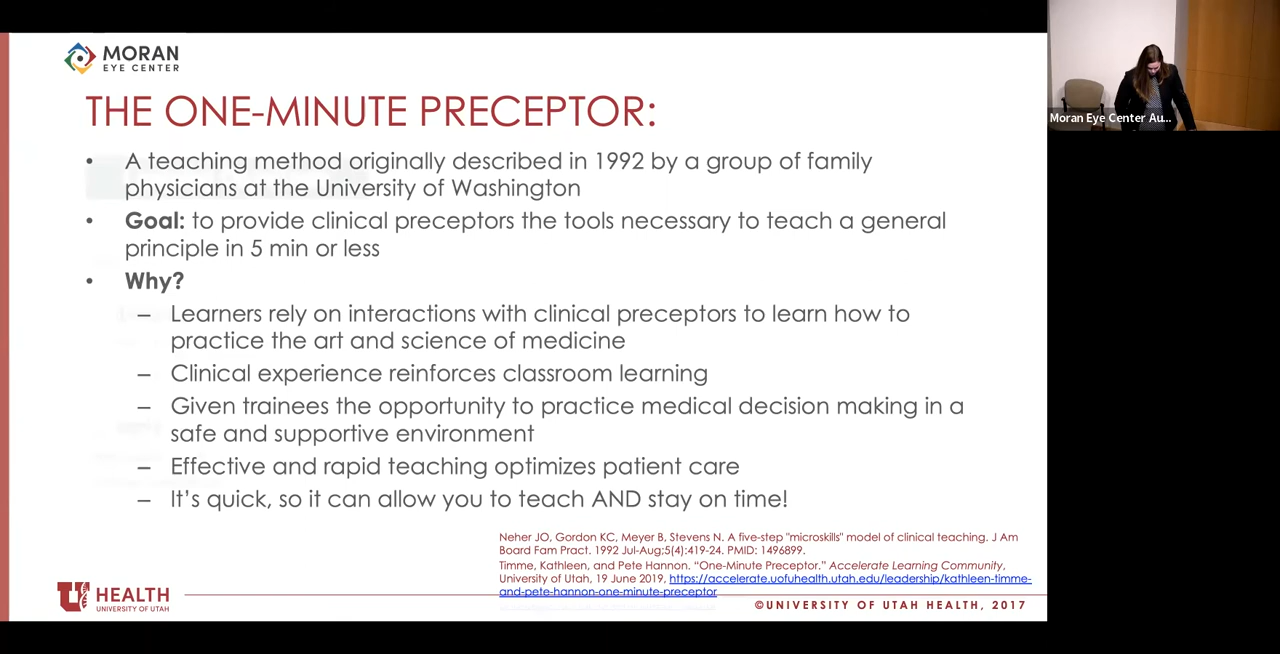 MORAN
EYE CENTER
THE ONE-MINUTE PRECEPTOR:
• A teaching method originally described in 1992 by a group of family
physicians at the University of Washington
• Goal: to provide clinical preceptors the tools necessary to teach a general
principle in 5 min or less
• Why?
– Learners rely on interactions with clinical preceptors to learn how to
practice the art and science of medicine
– Clinical experience reinforces classroom learning
– Given trainees the opportunity to practice medical decision making in a
safe and supportive environment
– Effective and rapid teaching optimizes patient care
– It's quick, so it can allow you to teach AND stay on time!
Neher JO, Gordon KC, Meyer B, Stevens N. A five-step "microskills" model of clinical teaching. J Am
Board Fam Pract. 1992 Jul-Aug;5(4):419-24. PMID: 1496899.
Timme, Kathleen, and Pete Hannon. "One-Minute Preceptor." Accelerate Learning Community,
University of Utah, 19 June 2019, https://accelerate.uofuhealth.utah.edu/leadership/kathleen-timme-
and-pete-hannon-one-minute-preceptor
HEALTH
UNIVERSITY OF UTAH
©UNIVERSITY OF UTAH HEALTH, 2017
Moran Eye Center Au...